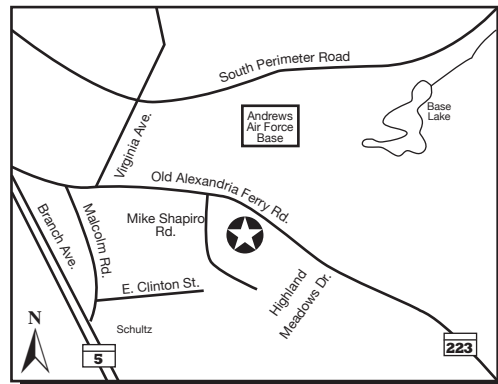 South Perimeter Road
Andrews
Air Force
Base
Base
Lake
Virginia Ave.
Old Alexandria Ferry Rd.
Branch Ave.
Malcolm Rd.
Mike Shapiro
Rd.
E. Clinton St.
Highland
Meadows Dr.
N
Schultz
5
223